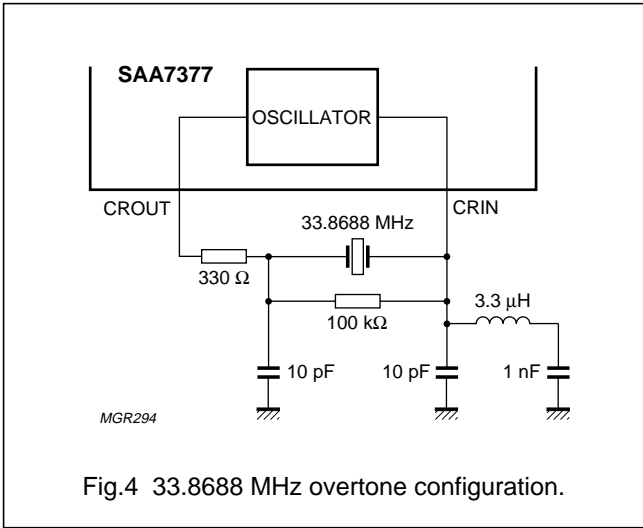 SAA7377
OSCILLATOR
CROUT
CRIN
33.8688 MHz
330 Ω
100 kΩ
3.3 µH
10 pF
10 pF
1 nF
MGR294
Fig.4 33.8688 MHz overtone configuration.